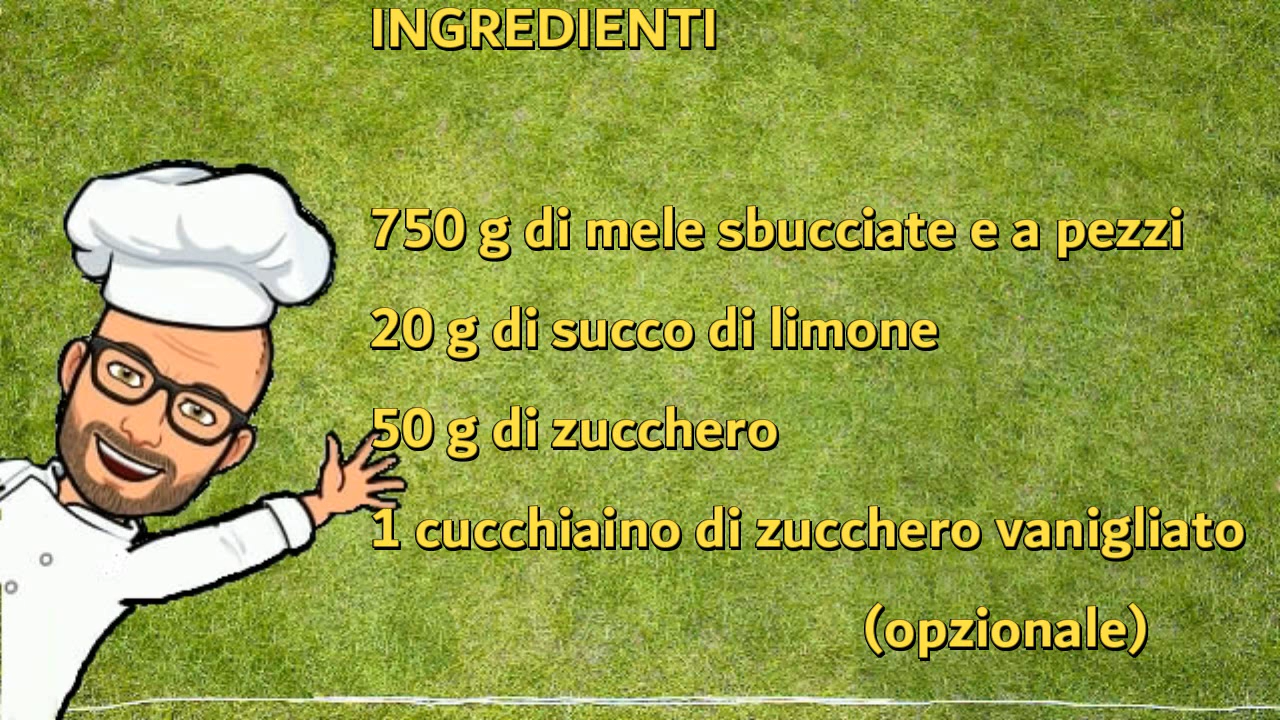 INGREDIENTI
750 g di mele sbucciate e a pezzi
20 g di succo di limone
50 g di zucchero
1 cucchiaino di zucchero vanigliato
(opzionale)